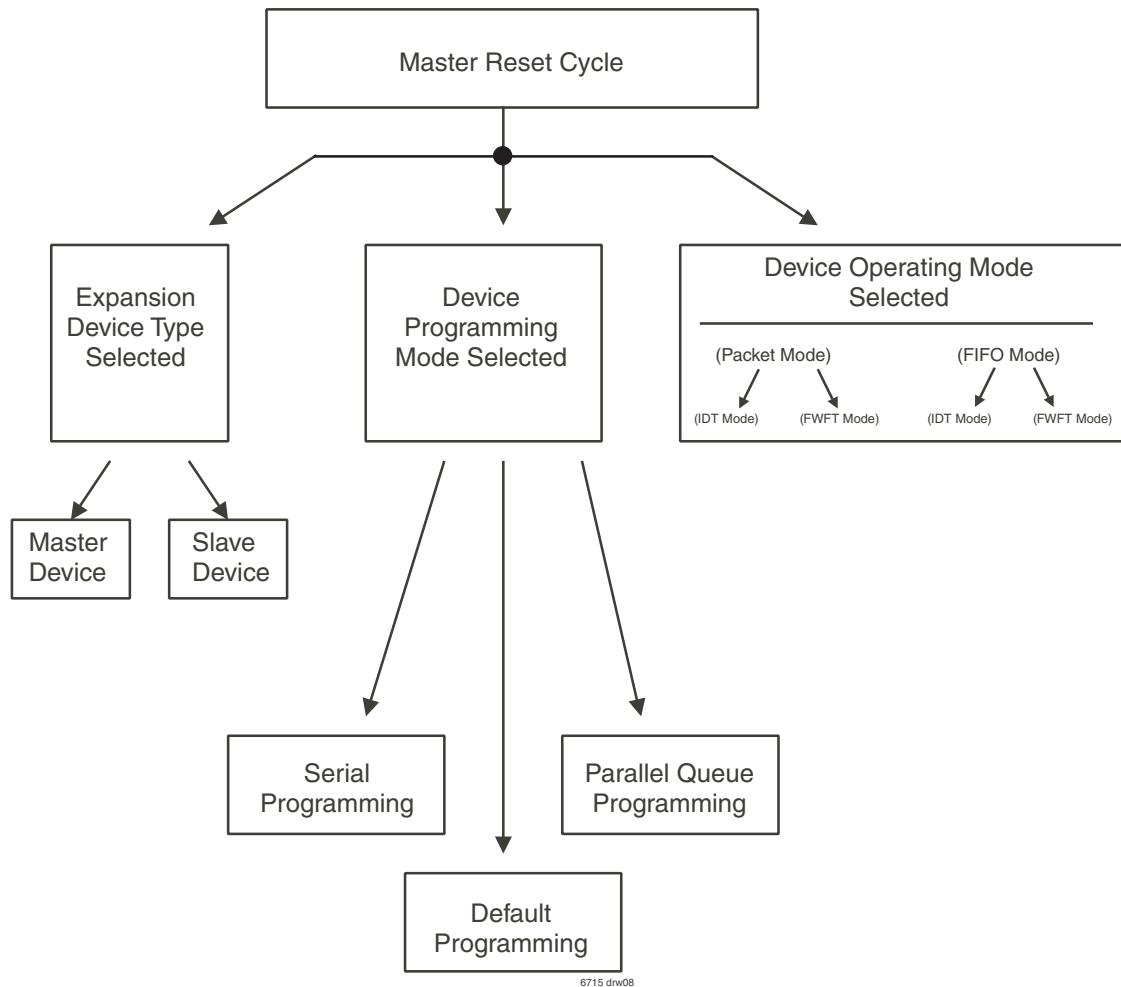 Master Reset Cycle
Expansion
Device Type
Selected
Device
Programming
Mode Selected
Device Operating Mode
Selected
(Packet Mode)
(FIFO Mode)
(IDT Mode)
(FWFT Mode)
(IDT Mode)
(FWFT Mode)
Master
Device
Slave
Device
Serial
Programming
Parallel Queue
Programming
Default
Programming
6715 drw08